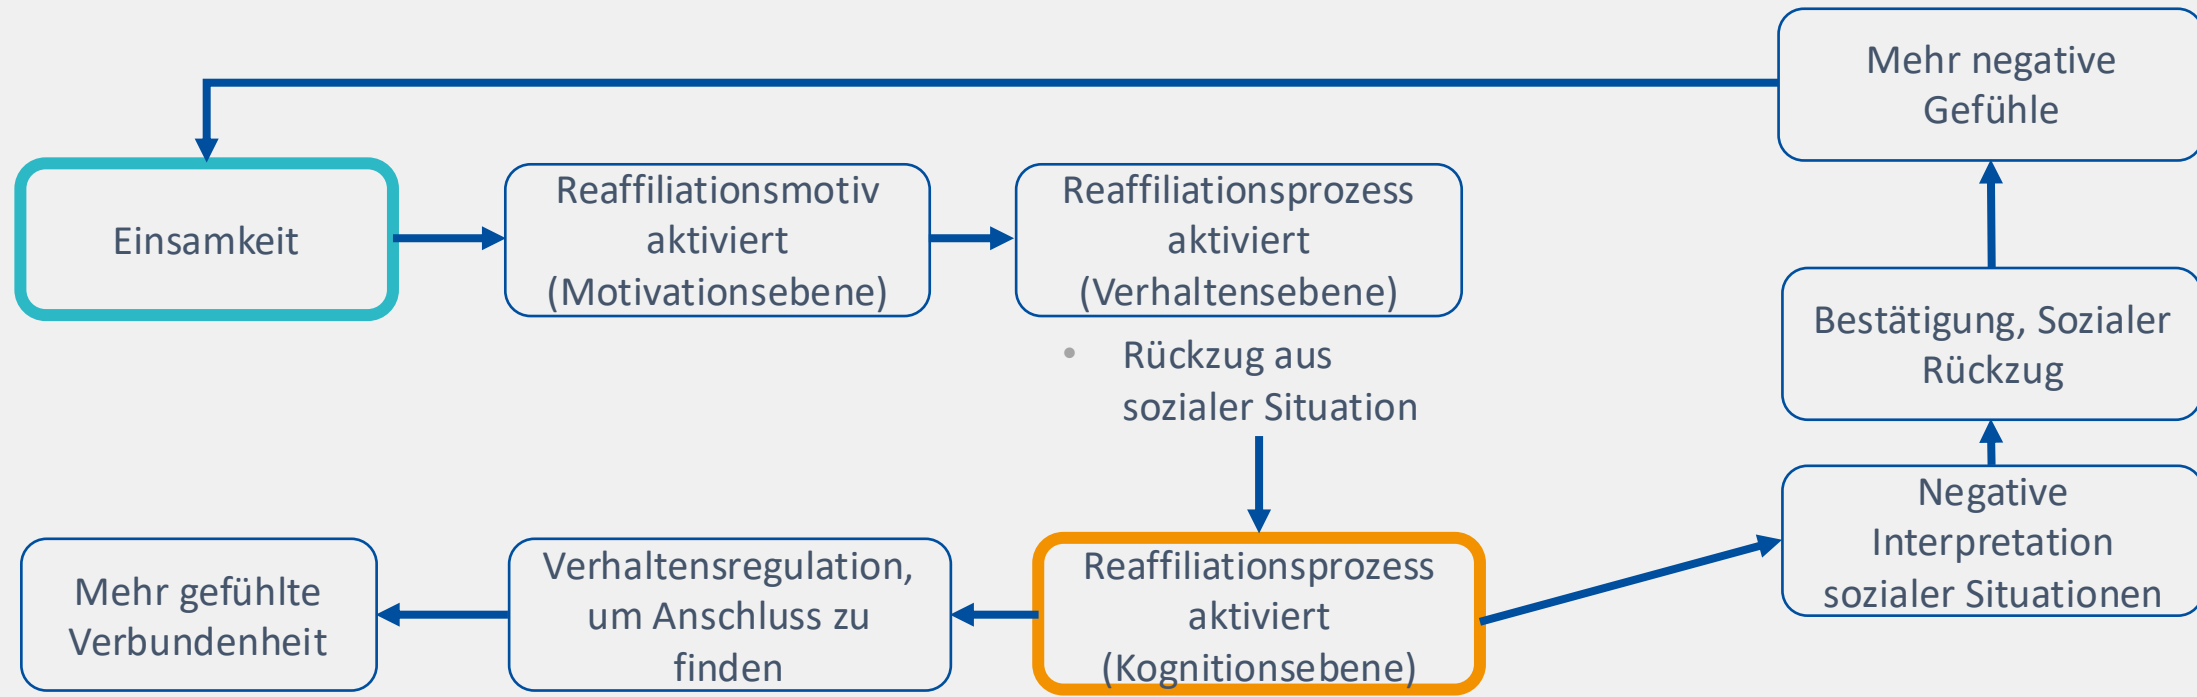 Mehr negative
Gefühle
Einsamkeit
Reaffiliationsmotiv
aktiviert
(Motivationsebene)
Reaffiliationsprozess
aktiviert
(Verhaltensebene)
• Rückzug aus
sozialer Situation
Bestätigung, Sozialer
Rückzug
Mehr gefühlte
Verbundenheit
Verhaltensregulation,
um Anschluss zu
finden
Reaffiliationsprozess
aktiviert
(Kognitionsebene)
Negative
Interpretation
sozialer Situationen